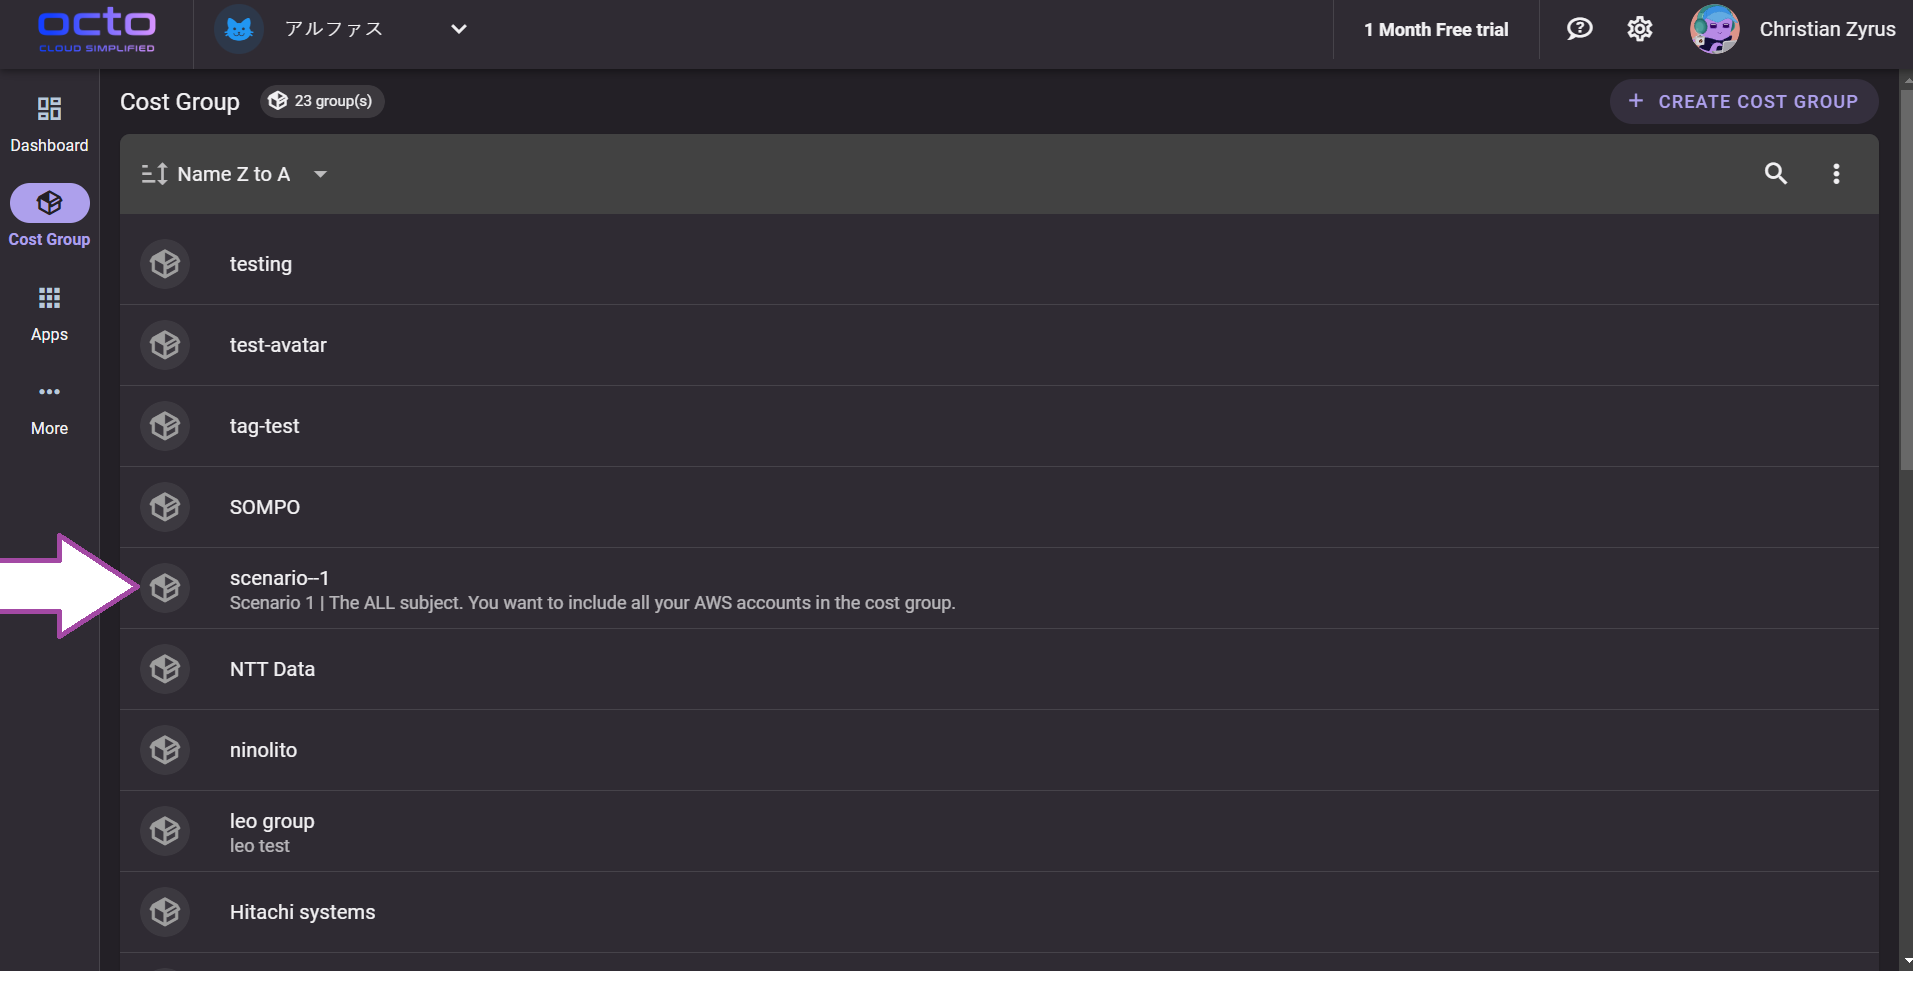 octo
CLOUD SIMPLIFIED
アルファス
1 Month Free trial
Christian Zyrus
Dashboard
Cost Group
Apps
More
Cost Group
23 group(s)
+ CREATE COST GROUP
Name Z to A
testing
test-avatar
tag-test
SOMPO
scenario--1
Scenario 1 | The ALL subject. You want to include all your AWS accounts in the cost group.
NTT Data
ninolito
leo group
leo test
Hitachi systems